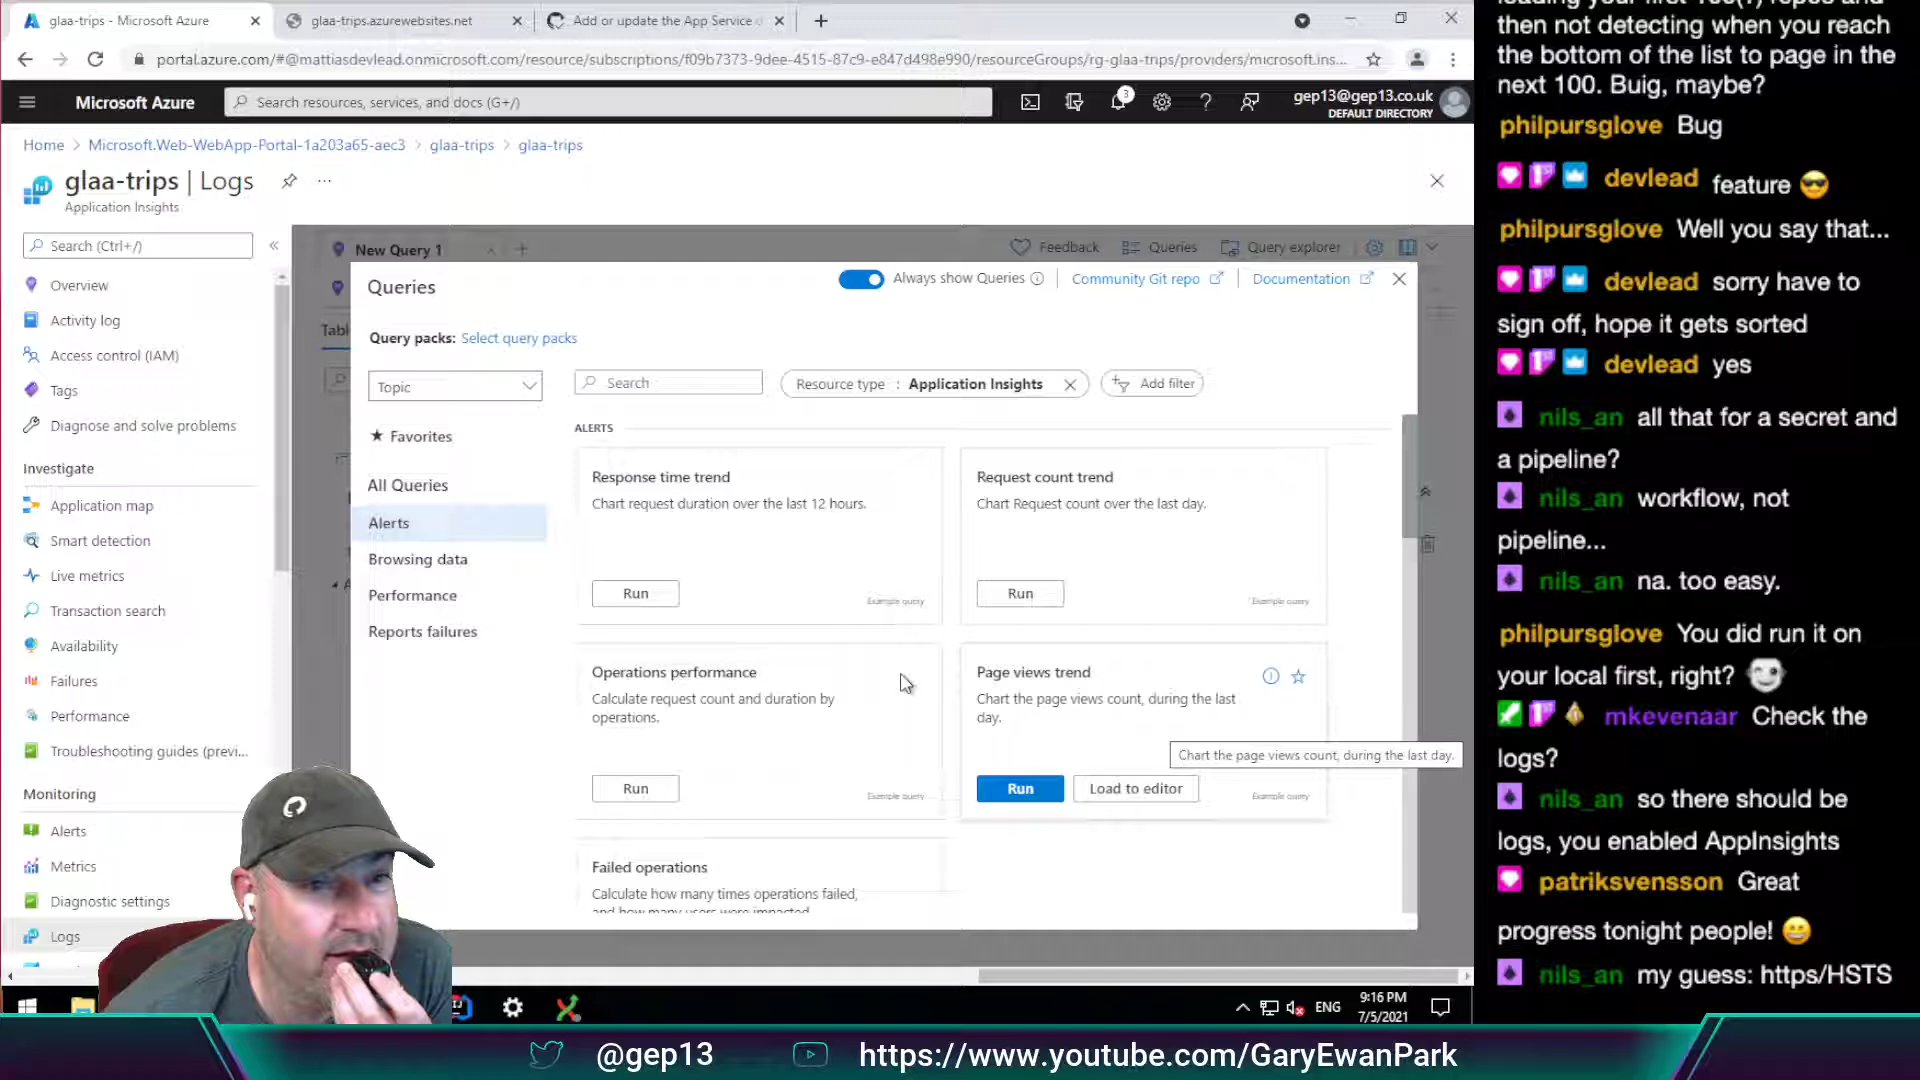 glaa-trips - Microsoft Azure
glaa-trips.azurewebsites.net
Add or update the App Service
portal.azure.com/#@mattiasdevlead.onmicrosoft.com/resource/subscriptions/f09b7373-9dee-4515-87c9-e847d498e990/resourceGroups/rg-glaa-trips/providers/microsoft.ins...
Microsoft Azure
Search resources, services, and docs (G+/)
3
gep13@gep13.co.uk
DEFAULT DIRECTORY
Home > Microsoft.Web-WebApp-Portal-1a203a65-aec3 > glaa-trips > glaa-trips
glaa-trips | Logs
Application Insights
Search (Ctrl+/)
Overview
Activity log
Access control (IAM)
Tags
Diagnose and solve problems
Investigate
Application map
Smart detection
Live metrics
Transaction search
Availability
Failures
Performance
Troubleshooting guides (previ...
Monitoring
Alerts
Metrics
Diagnostic settings
Logs
New Query 1
Feedback
Queries
Query explorer
Queries
Always show Queries
Community Git repo
Documentation
Query packs: Select query packs
Topic
Search
Resource type : Application Insights
Add filter
Favorites
All Queries
Alerts
Browsing data
Performance
Reports failures
ALERTS
Response time trend
Chart request duration over the last 12 hours.
Run
Example query
Request count trend
Chart Request count over the last day.
Run
Example query
Operations performance
Calculate request count and duration by
operations.
Run
Example query
Page views trend
Chart the page views count, during the last
day.
Chart the page views count, during the last day.
Run
Load to editor
Example query
Failed operations
Calculate how many times operations failed,
and how many users were impacted
ENG
9:16 PM
7/5/2021
then not detecting when you reach
the bottom of the list to page in the
next 100. Buig, maybe?
philpursglove Bug
devlead feature
philpursglove Well you say that...
devlead sorry have to
sign off, hope it gets sorted
devlead yes
nils_an all that for a secret and
a pipeline?
nils_an workflow, not
pipeline...
nils_an na. too easy.
philpursglove You did run it on
your local first, right?
mkevenaar Check the
logs?
nils_an so there should be
logs, you enabled AppInsights
patriksvensson Great
progress tonight people!
nils_an my guess: https/HSTS
@gep13
https://www.youtube.com/GaryEwanPark